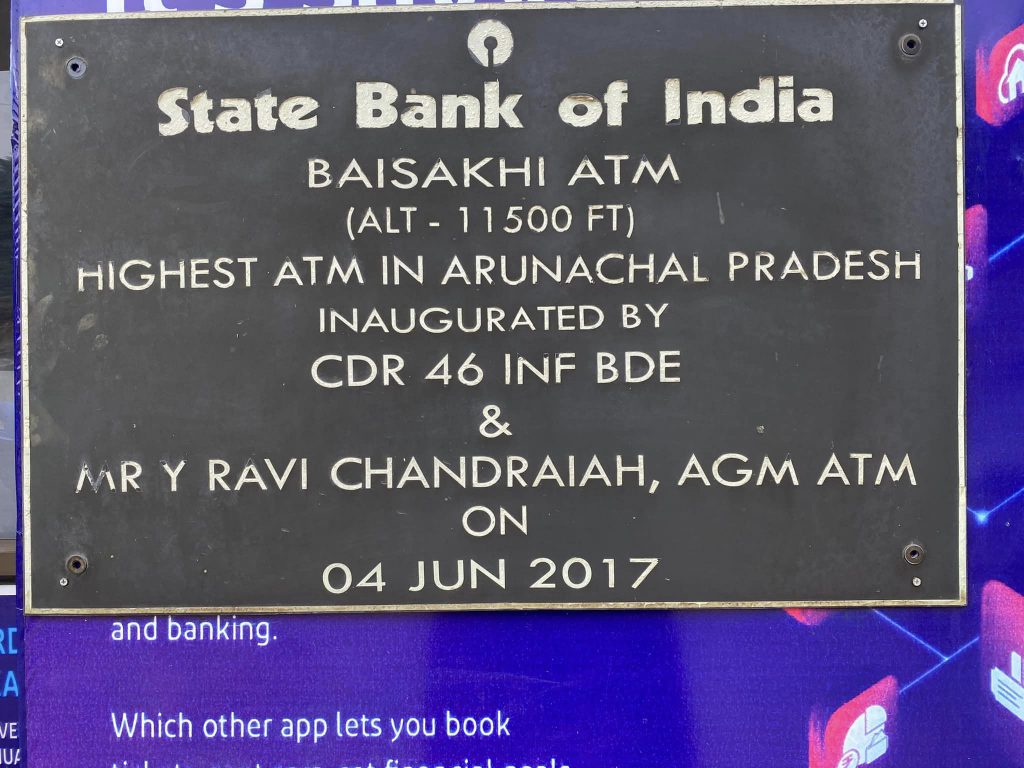 State Bank of India
BAISAKHI ATM
(ALT - 11500 FT)
HIGHEST ATM IN ARUNACHAL PRADESH
INAUGURATED BY
CDR 46 INF BDE
&
MR Y RAVI CHANDRAIAH, AGM ATM
ON
04 JUN 2017
and banking.
Which other app lets you book